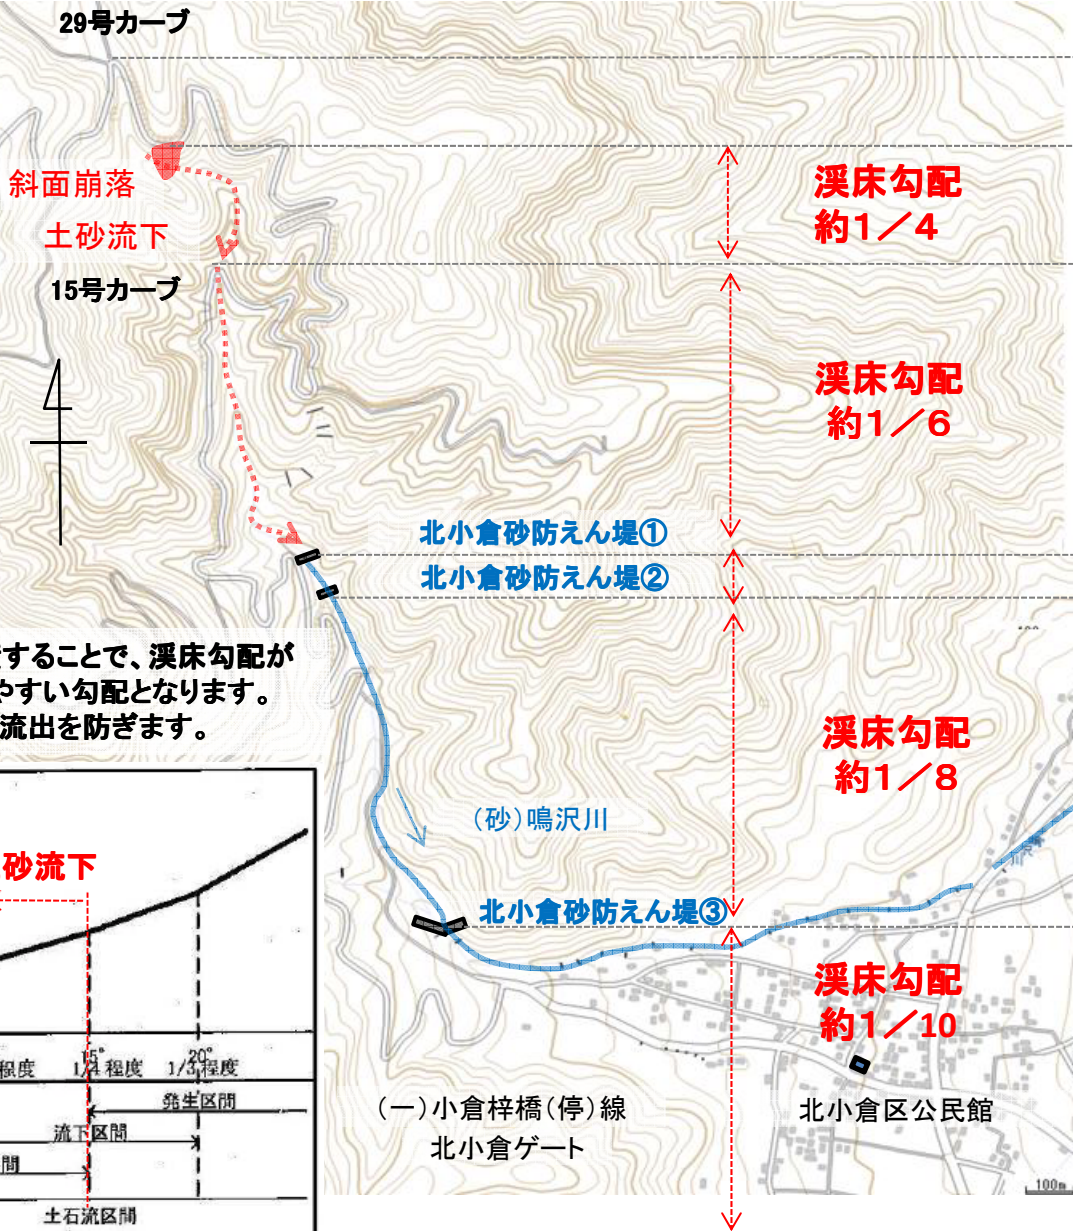 29号カーブ
斜面崩落
土砂流下
15号カーブ
渓床勾配
約1／4
渓床勾配
約1／6
北小倉砂防えん堤①
北小倉砂防えん堤②
することで、渓床勾配が
やすい勾配となります。
流出を防ぎます。
渓床勾配
約1／8
(砂)鳴沢川
砂流下
北小倉砂防えん堤③
渓床勾配
約1／10
15° 20°
程度 1/4程度 1/3程度
発生区間
流下区間
間
土石流区間
(一)小倉梓橋(停)線
北小倉ゲート
北小倉区公民館
100m